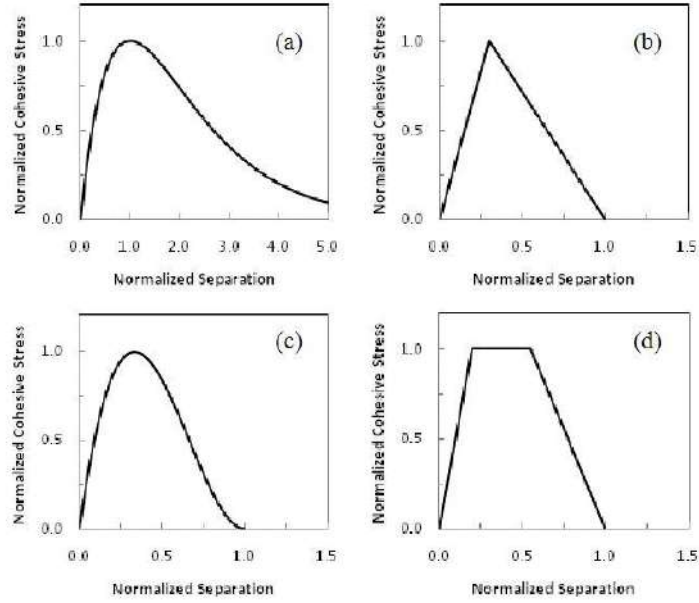 (a)
Normalized Cohesive Stress
1.0
0.5
0.0
0.0 1.0 2.0 3.0 4.0 5.0
Normalized Separation
(b)
Normalized Cohesive Stress
1.0
0.5
0.0
0.0 0.5 1.0 1.5
Normalized Separation
(c)
Normalized Cohesive Stress
1.0
0.5
0.0
0.0 0.5 1.0 1.5
Normalized Separation
(d)
Normalized Cohesive Stress
1.0
0.5
0.0
0.0 0.5 1.0 1.5
Normalized Separation